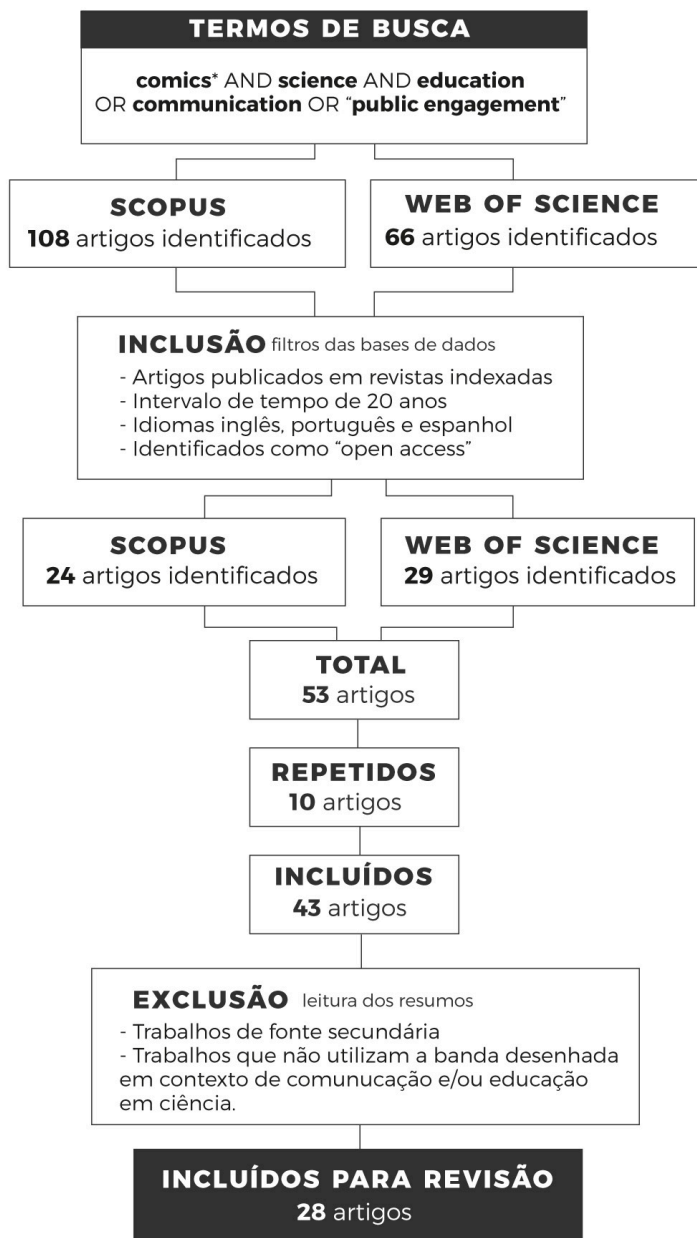 TERMOS DE BUSCA
comics* AND science AND education
OR communication OR “public engagement”
SCOPUS
108 artigos identificados
WEB OF SCIENCE
66 artigos identificados
INCLUSÃO filtros das bases de dados
- Artigos publicados em revistas indexadas
- Intervalo de tempo de 20 anos
- Idiomas inglês, português e espanhol
- Identificados como “open access”
SCOPUS
24 artigos identificados
WEB OF SCIENCE
29 artigos identificados
TOTAL
53 artigos
REPETIDOS
10 artigos
INCLUÍDOS
43 artigos
EXCLUSÃO leitura dos resumos
- Trabalhos de fonte secundária
- Trabalhos que não utilizam a banda desenhada
em contexto de comunucação e/ou educação
em ciência.
INCLUÍDOS PARA REVISÃO
28 artigos